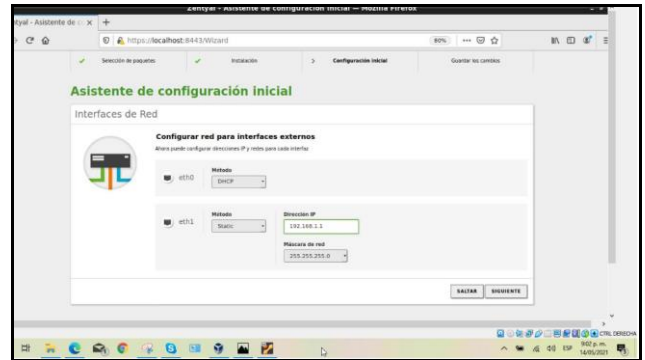 Zentyal - Asistente de configuración inicial — Mozilla Firefox
ntyal - Asistente de co
https://localhost:8443/Wizard
80%
Selección de paquetes
Instalación
Configuración inicial
Guardar los cambios
Asistente de configuración inicial
Interfaces de Red
Configurar red para interfaces externos
Ahora puede configurar direcciones IP y redes para cada interfaz
eth0
Método
DHCP
eth1
Método
Static
Dirección IP
192.168.1.1
Máscara de red
255.255.255.0
SALTAR
SIGUIENTE
CTRL DERECHA
ESP
9:02 p. m.
14/05/2021